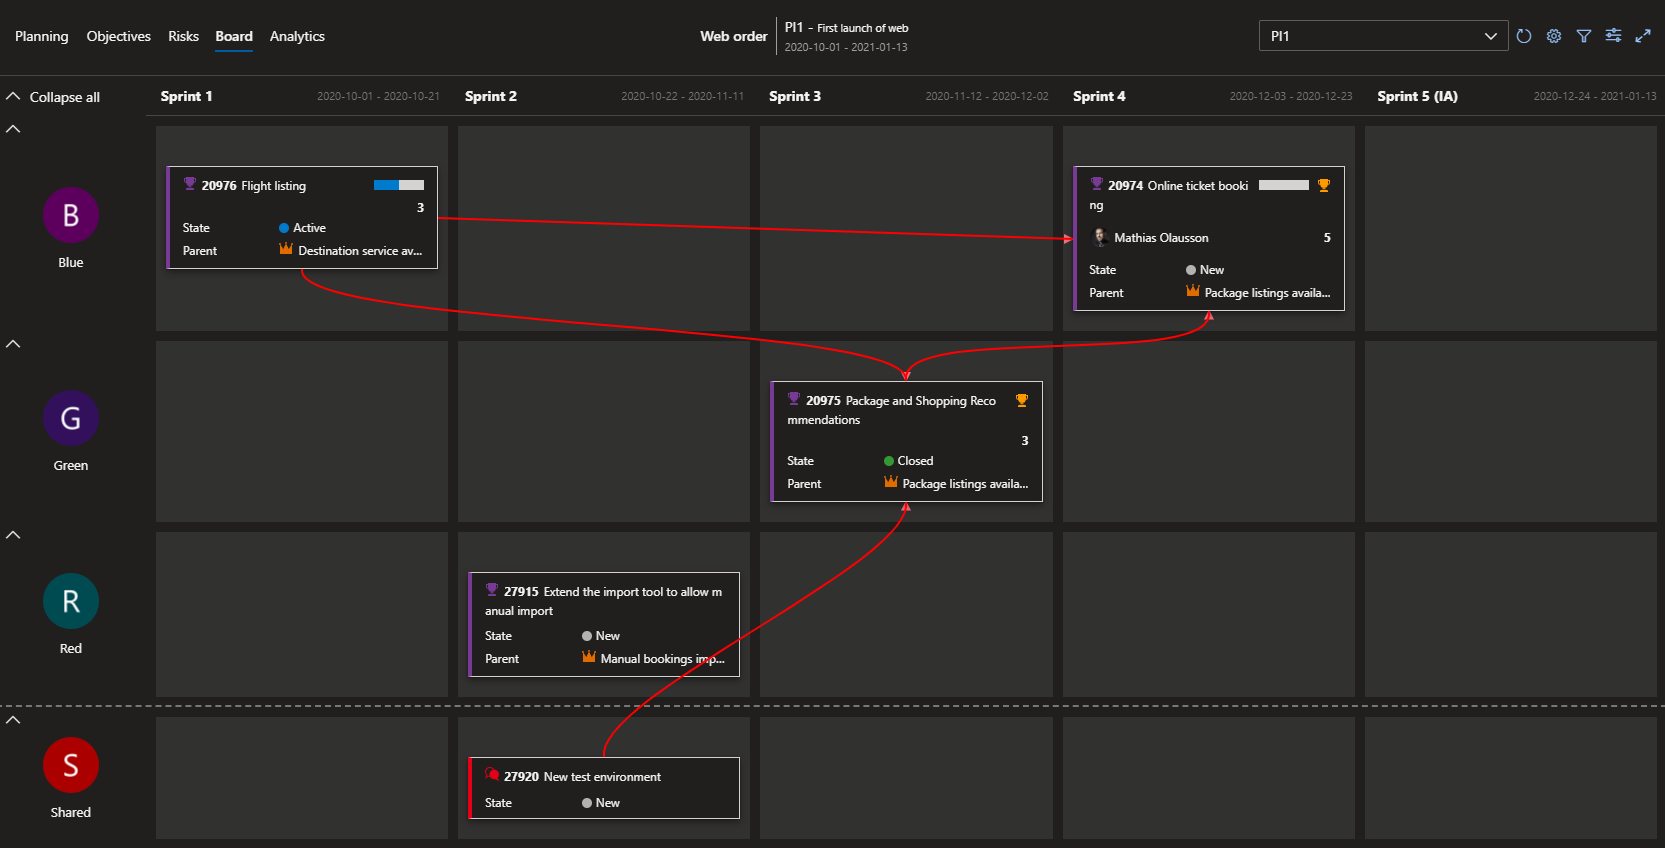 Planning Objectives Risks Board Analytics
Web order
PI1 - First launch of web
2020-10-01 - 2021-01-13
PI1
Collapse all
Sprint 1 2020-10-01 - 2020-10-21
Sprint 2 2020-10-22 - 2020-11-11
Sprint 3 2020-11-12 - 2020-12-02
Sprint 4 2020-12-03 - 2020-12-23
Sprint 5 (IA) 2020-12-24 - 2021-01-13
B
Blue
20976 Flight listing
3
State Active
Parent Destination service av...
20974 Online ticket booki
ng
Mathias Olausson 5
State New
Parent Package listings availa...
G
Green
20975 Package and Shopping Reco
mmendations
3
State Closed
Parent Package listings availa...
R
Red
27915 Extend the import tool to allow m
anual import
State New
Parent Manual bookings imp...
S
Shared
27920 New test environment
State New